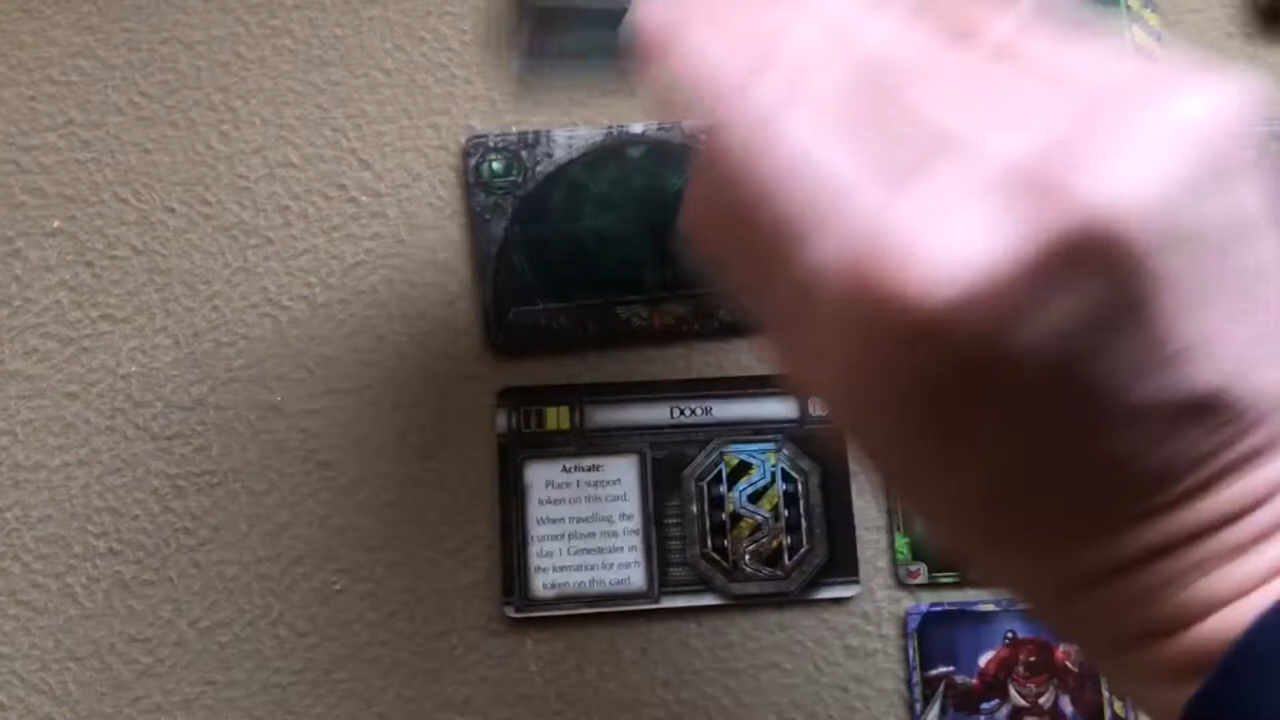 DOOR
Activate:
Place 1 support
token on this card.
When travelling, the
current player may first
slay 1 Genestealer in
the formation for each
token on this card.